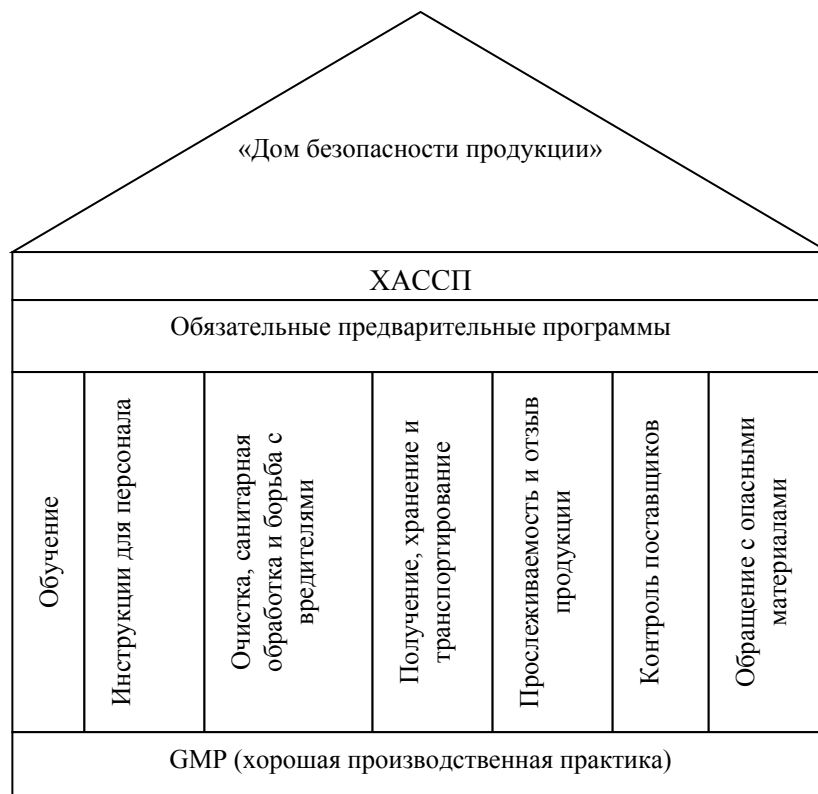 «Дом безопасности продукции»
ХАССП
Обязательные предварительные программы
Обучение
Инструкции для персонала
Очистка, санитарная
обработка и борьба с
вредителями
Получение, хранение и
транспортирование
Прослеживаемость и отзыв
продукции
Контроль поставщиков
Обращение с опасными
материалами
GMP (хорошая производственная практика)